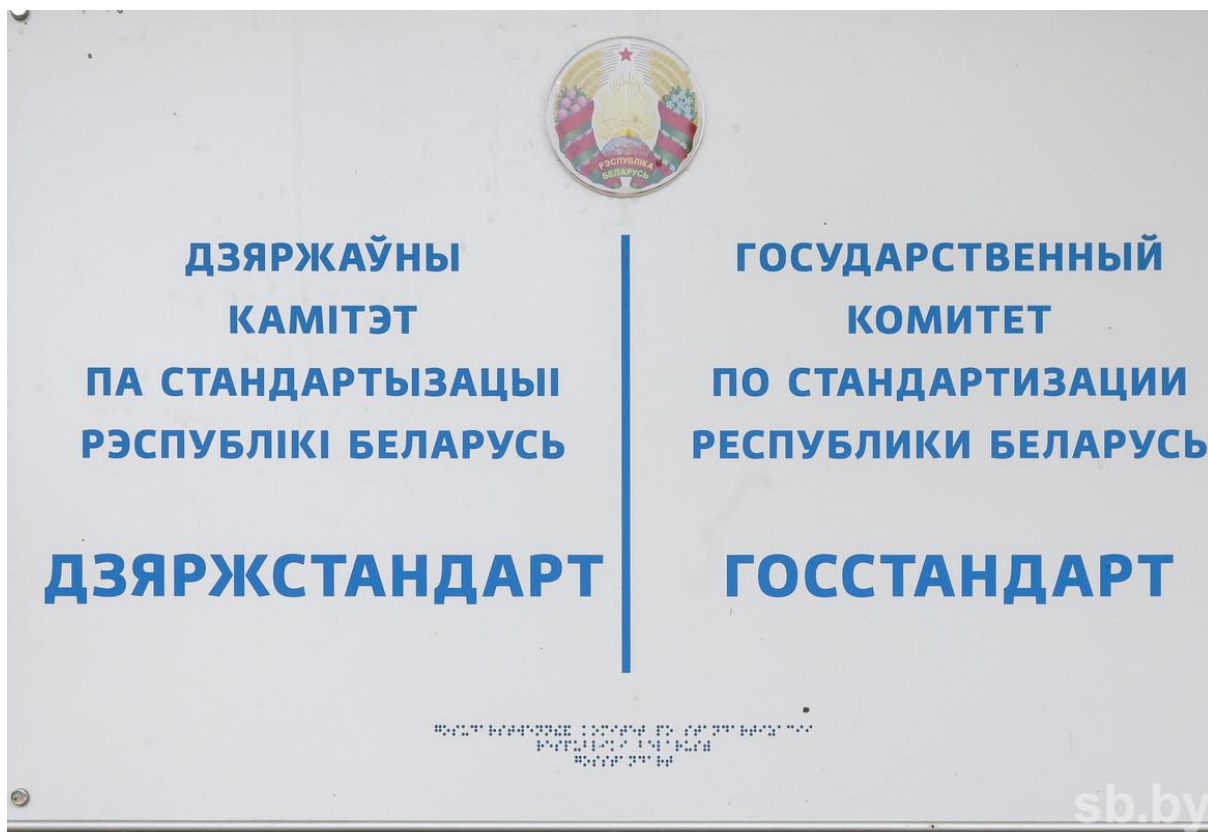 РЭСПУБЛІКА
БЕЛАРУСЬ
ДЗЯРЖАЎНЫ
КАМІТЭТ
ПА СТАНДАРТЫЗАЦЫІ
РЭСПУБЛІКІ БЕЛАРУСЬ
ДЗЯРЖСТАНДАРТ
ГОСУДАРСТВЕННЫЙ
КОМИТЕТ
ПО СТАНДАРТИЗАЦИИ
РЕСПУБЛИКИ БЕЛАРУСЬ
ГОССТАНДАРТ
sb.by